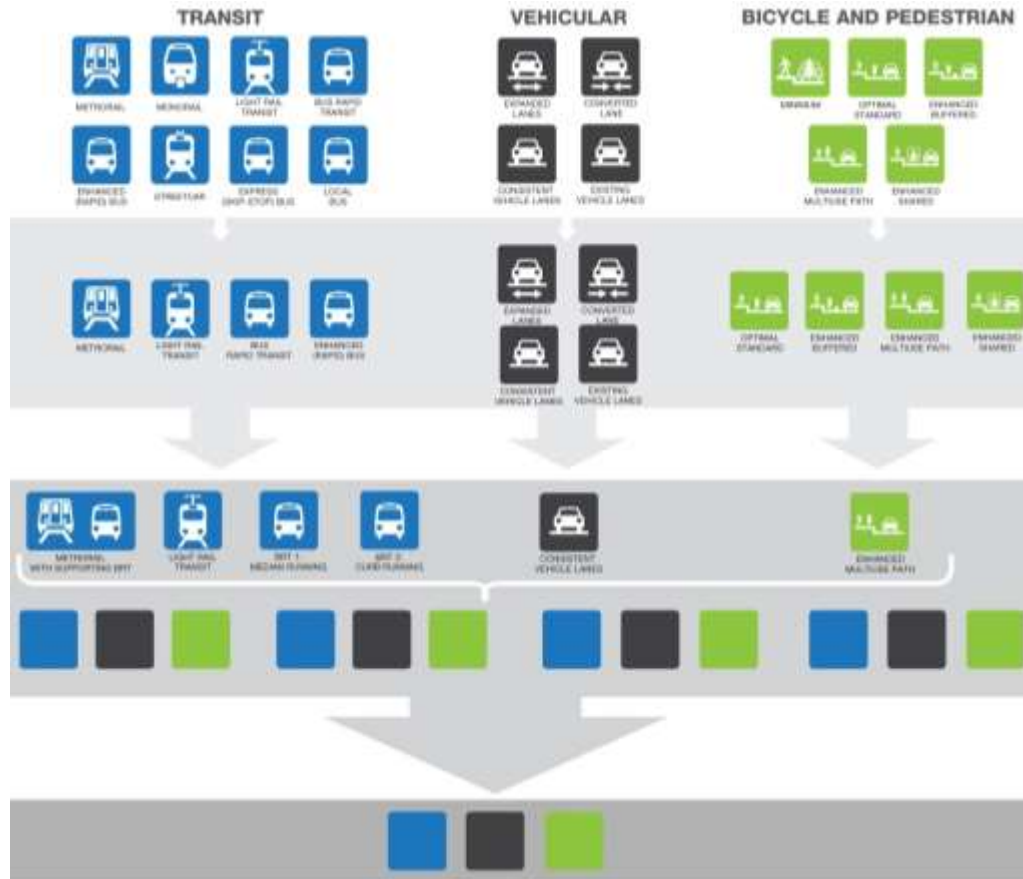 TRANSIT
VEHICULAR
BICYCLE AND PEDESTRIAN
METRORAIL
MONORAIL
LIGHT RAIL
TRANSIT
BUS RAPID
TRANSIT
EXPANDED
LANES
CONVERTED
LANE
MINIMUM
OPTIMAL
STANDARD
ENHANCED
BUFFERED
ENHANCED
(RAPID) BUS
STREETCAR
EXPRESS
(SKIP-STOP) BUS
LOCAL
BUS
CONSISTENT
VEHICLE LANES
EXISTING
VEHICLE LANES
ENHANCED
MULTIUSE PATH
ENHANCED
SHARED
METRORAIL
LIGHT RAIL
TRANSIT
BUS
RAPID TRANSIT
ENHANCED
(RAPID) BUS
EXPANDED
LANES
CONVERTED
LANE
CONSISTENT
VEHICLE LANES
EXISTING
VEHICLE LANES
OPTIMAL
STANDARD
ENHANCED
BUFFERED
ENHANCED
MULTIUSE PATH
ENHANCED
SHARED
METRORAIL
WITH SUPPORTING BRT
LIGHT RAIL
TRANSIT
BRT 1
MEDIAN RUNNING
BRT 2
CURB RUNNING
CONSISTENT
VEHICLE LANES
ENHANCED
MULTIUSE PATH